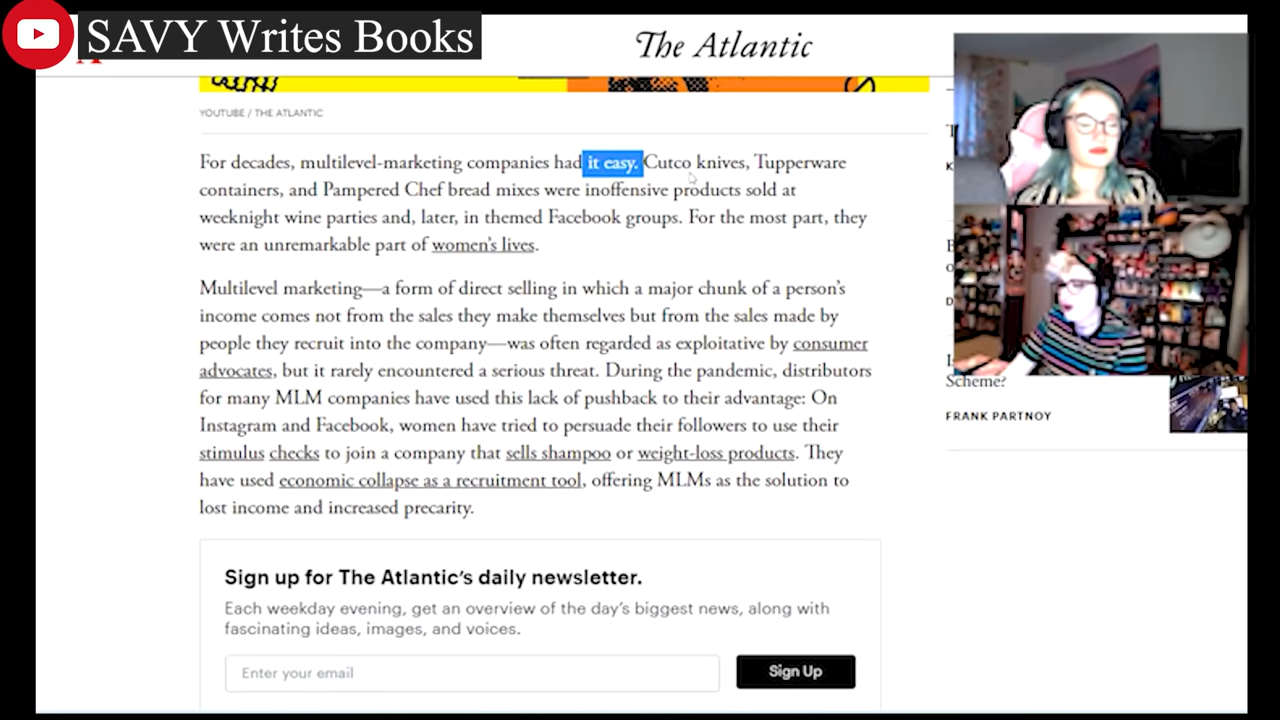 SAVY Writes Books
The Atlantic
YOUTUBE / THE ATLANTIC
For decades, multilevel-marketing companies had it easy. Cutco knives, Tupperware
containers, and Pampered Chef bread mixes were inoffensive products sold at
weeknight wine parties and, later, in themed Facebook groups. For the most part, they
were an unremarkable part of women's lives.
Multilevel marketing—a form of direct selling in which a major chunk of a person's
income comes not from the sales they make themselves but from the sales made by
people they recruit into the company—was often regarded as exploitative by consumer
advocates, but it rarely encountered a serious threat. During the pandemic, distributors
for many MLM companies have used this lack of pushback to their advantage: On
Instagram and Facebook, women have tried to persuade their followers to use their
stimulus checks to join a company that sells shampoo or weight-loss products. They
have used economic collapse as a recruitment tool, offering MLMs as the solution to
lost income and increased precarity.
Sign up for The Atlantic's daily newsletter.
Each weekday evening, get an overview of the day's biggest news, along with
fascinating ideas, images, and voices.
Enter your email
Sign Up
Scheme?
FRANK PARTNOY